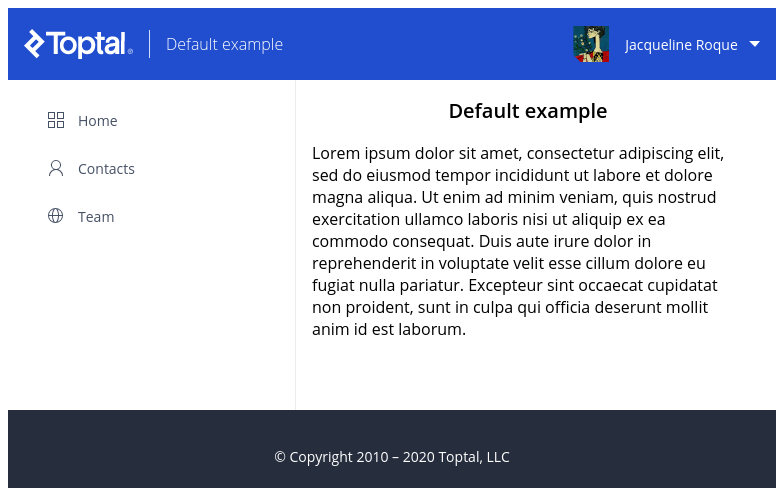 Toptal®
Default example
Jacqueline Roque
Home
Contacts
Team
Default example
Lorem ipsum dolor sit amet, consectetur adipiscing elit,
sed do eiusmod tempor incididunt ut labore et dolore
magna aliqua. Ut enim ad minim veniam, quis nostrud
exercitation ullamco laboris nisi ut aliquip ex ea
commodo consequat. Duis aute irure dolor in
reprehenderit in voluptate velit esse cillum dolore eu
fugiat nulla pariatur. Excepteur sint occaecat cupidatat
non proident, sunt in culpa qui officia deserunt mollit
anim id est laborum.
© Copyright 2010 – 2020 Toptal, LLC